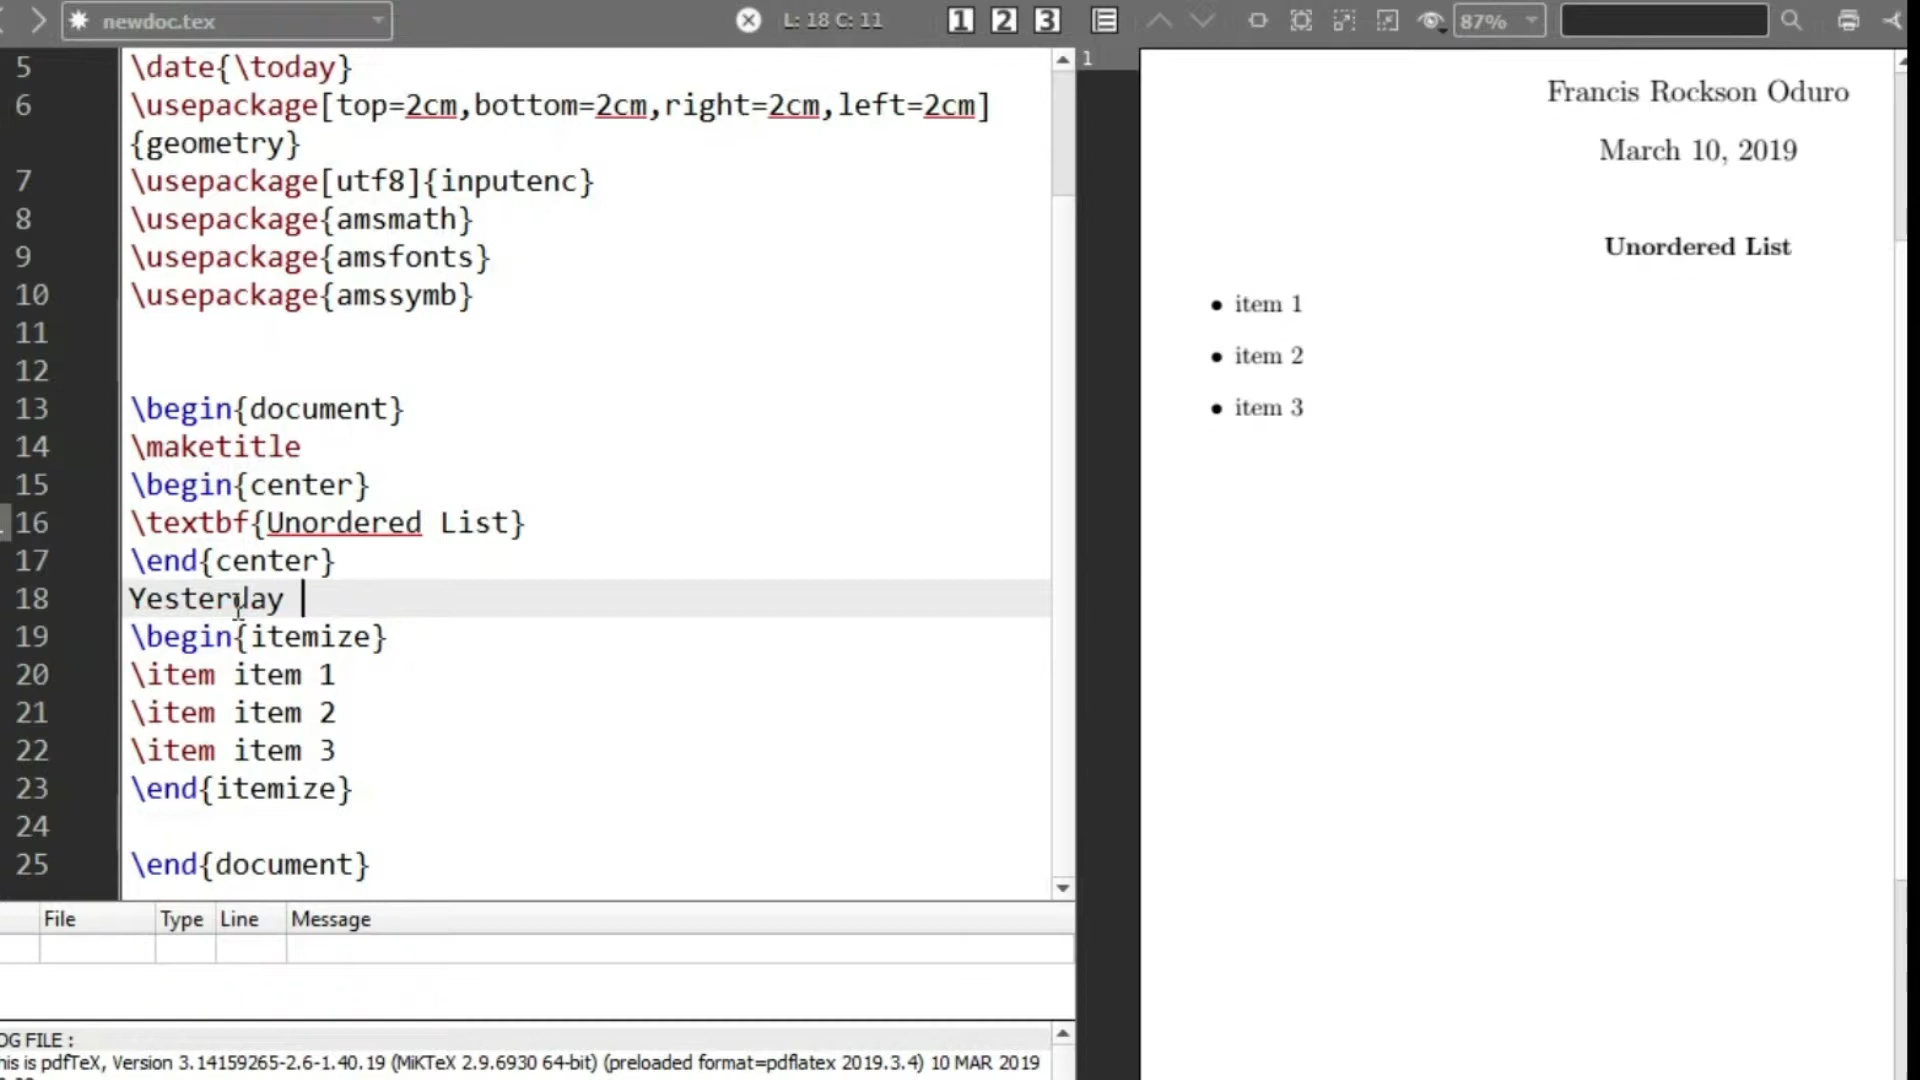 newdoc.tex
L: 18 C: 11
1 2 3
87%
5 \date{\today}
6 \usepackage[top=2cm,bottom=2cm,right=2cm,left=2cm]
{geometry}
7 \usepackage[utf8]{inputenc}
8 \usepackage{amsmath}
9 \usepackage{amsfonts}
10 \usepackage{amssymb}
11
12
13 \begin{document}
14 \maketitle
15 \begin{center}
16 \textbf{Unordered List}
17 \end{center}
18 Yesterday
19 \begin{itemize}
20 \item item 1
21 \item item 2
22 \item item 3
23 \end{itemize}
24
25 \end{document}
File Type Line Message
OG FILE :
his is pdfTeX, Version 3.14159265-2.6-1.40.19 (MiKTeX 2.9.6930 64-bit) (preloaded format=pdflatex 2019.3.4) 10 MAR 2019
1
Francis Rockson Oduro
March 10, 2019
Unordered List
• item 1
• item 2
• item 3